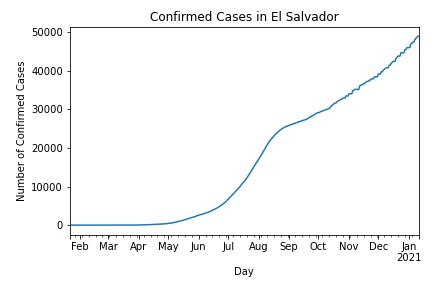 Confirmed Cases in El Salvador
50000
40000
30000
20000
10000
0
Number of Confirmed Cases
Feb Mar Apr May Jun Jul Aug Sep Oct Nov Dec Jan
2021
Day